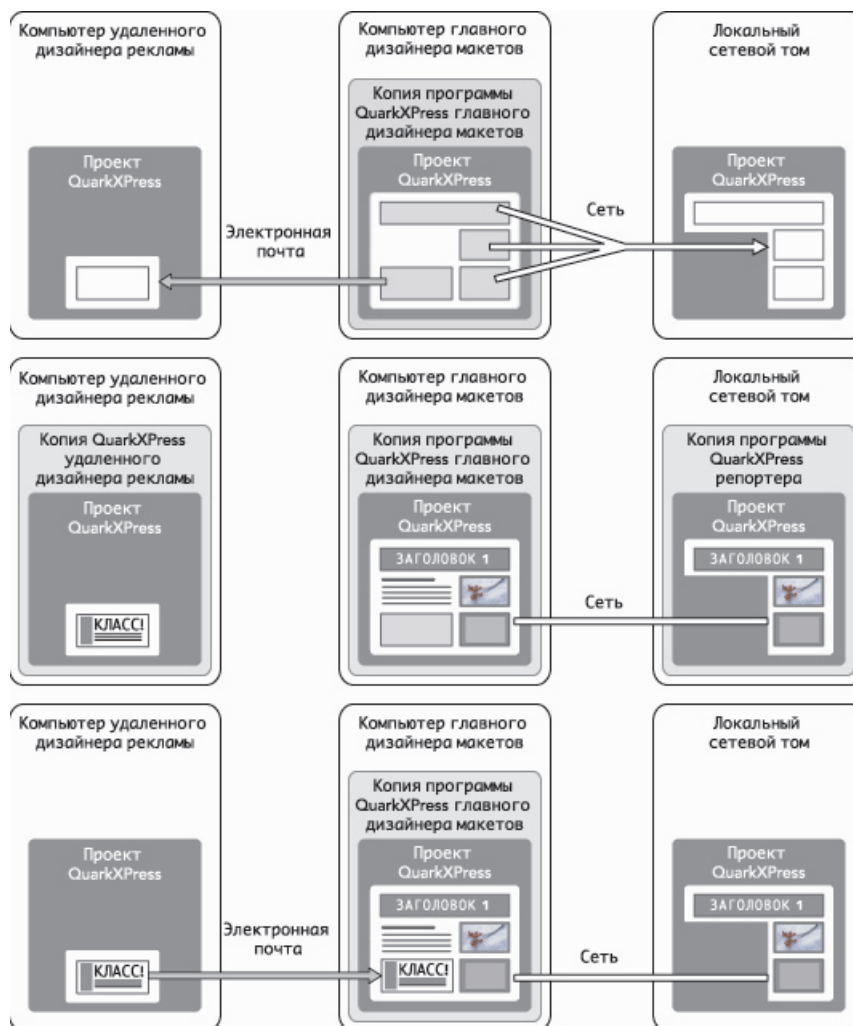 Компьютер удаленного
дизайнера рекламы
Компьютер главного
дизайнера макетов
Локальный
сетевой том
Копия программы
QuarkXPress главного
дизайнера макетов
Проект
QuarkXPress
Проект
QuarkXPress
Проект
QuarkXPress
Электронная
почта
Сеть
Компьютер удаленного
дизайнера рекламы
Компьютер главного
дизайнера макетов
Локальный
сетевой том
Копия QuarkXPress
удаленного
дизайнера рекламы
Копия программы
QuarkXPress главного
дизайнера макетов
Копия программы
QuarkXPress
репортера
Проект
QuarkXPress
Проект
QuarkXPress
Проект
QuarkXPress
ЗАГОЛОВОК 1
ЗАГОЛОВОК 1
КЛАСС!
Сеть
Компьютер удаленного
дизайнера рекламы
Компьютер главного
дизайнера макетов
Локальный
сетевой том
Копия программы
QuarkXPress главного
дизайнера макетов
Проект
QuarkXPress
Проект
QuarkXPress
Проект
QuarkXPress
ЗАГОЛОВОК 1
ЗАГОЛОВОК 1
Электронная
почта
КЛАСС!
КЛАСС!
Сеть